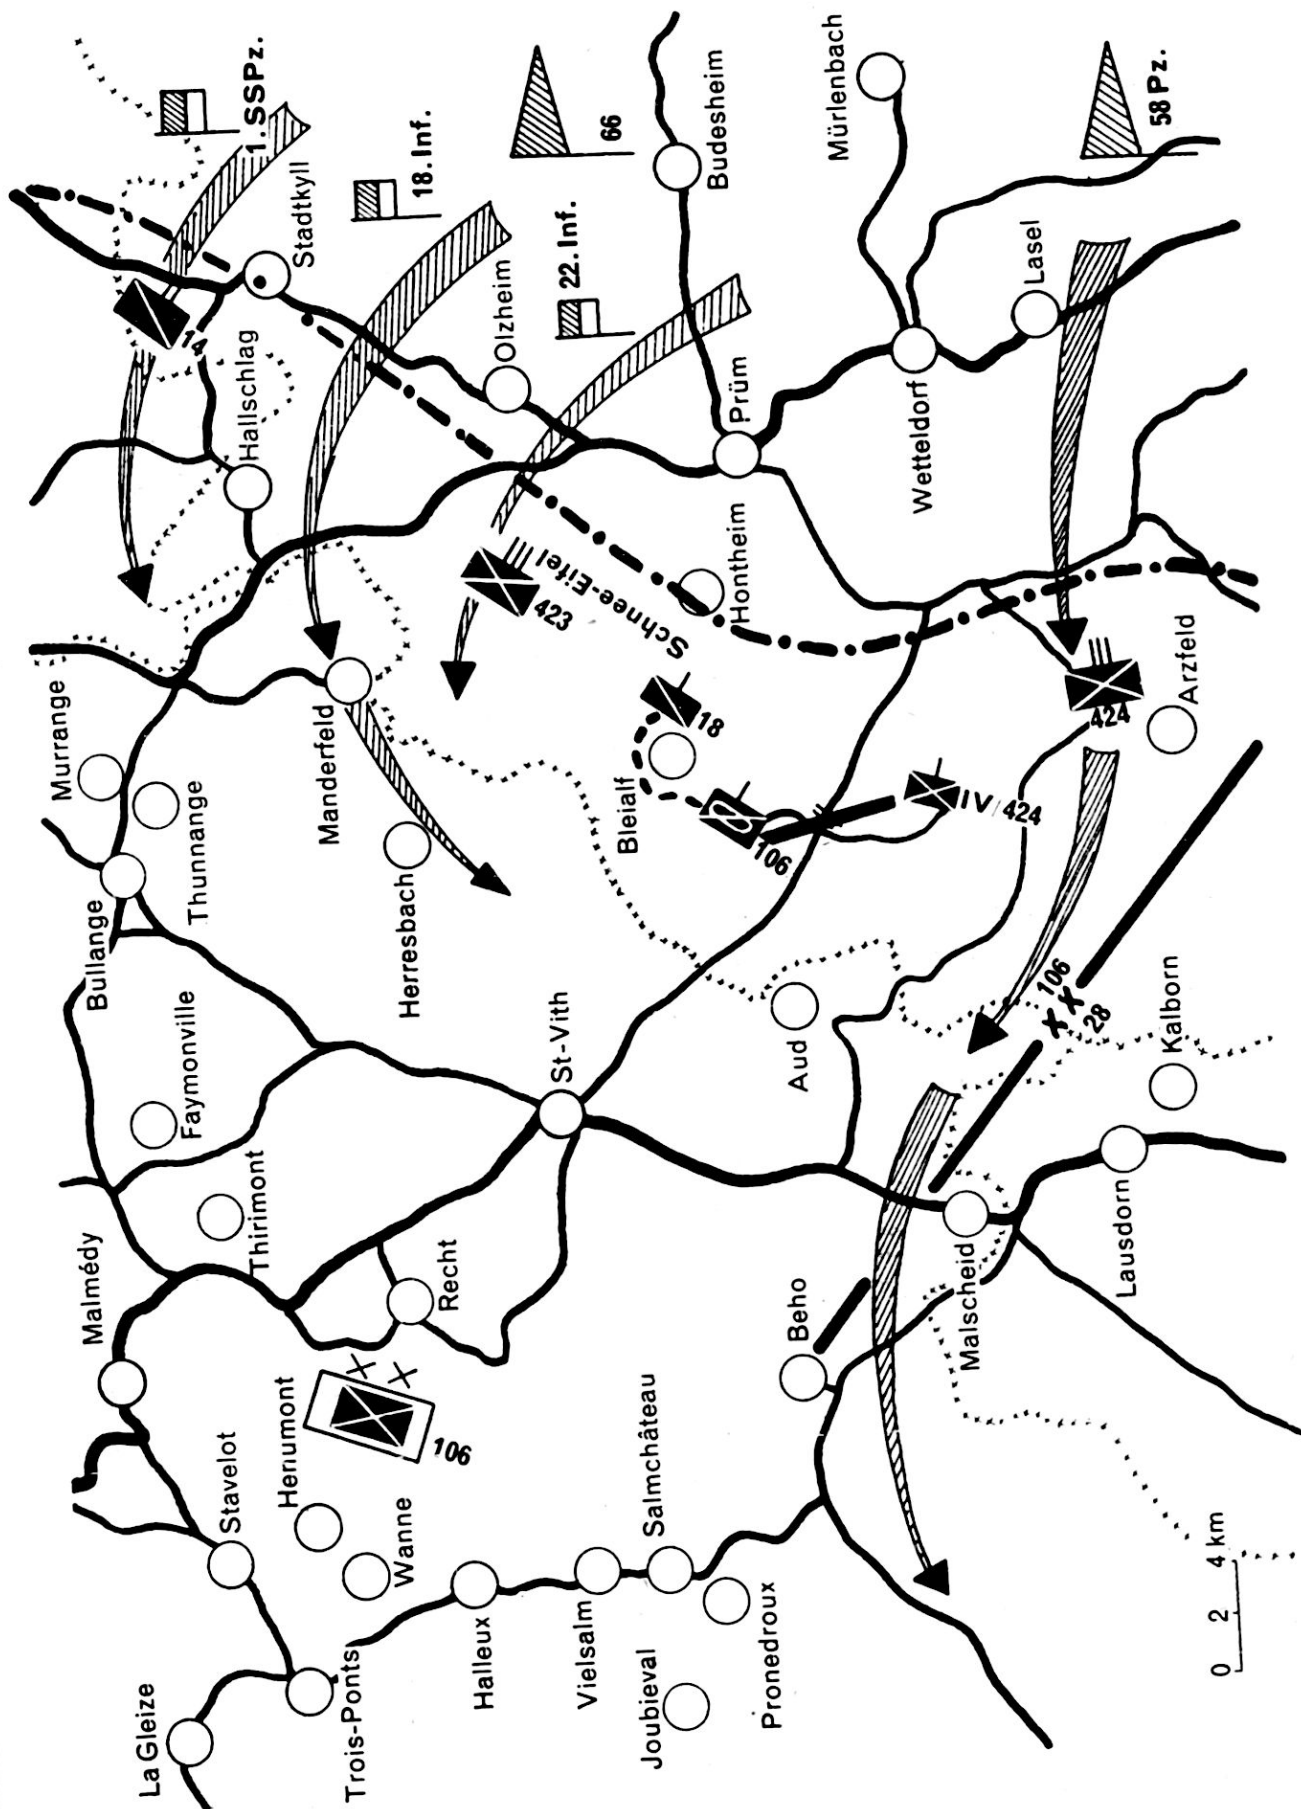 La Gleize
Trois-Ponts
Stavelot
Malmédy
Henumont
Wanne
106
Halleux
Vielsalm
Salmchâteau
Joubieval
Pronedroux
Thirimont
Recht
Faymonville
Bullange
Thunnange
Murrange
Herresbach
Manderfeld
St-Vith
Beho
Malscheid
Lausdorn
Kalborn
Aud
106
XX
28
Bleialf
18
106
IV/424
424
Arzfeld
423
Schnee-Eifel
Hontheim
Hallschlag
14
Stadtkyll
Olzheim
Prüm
Wetteldorf
Lasel
Budesheim
Mürlenbach
1.SSPz.
18.Inf.
22.Inf.
66
58Pz.
0 2 4 km